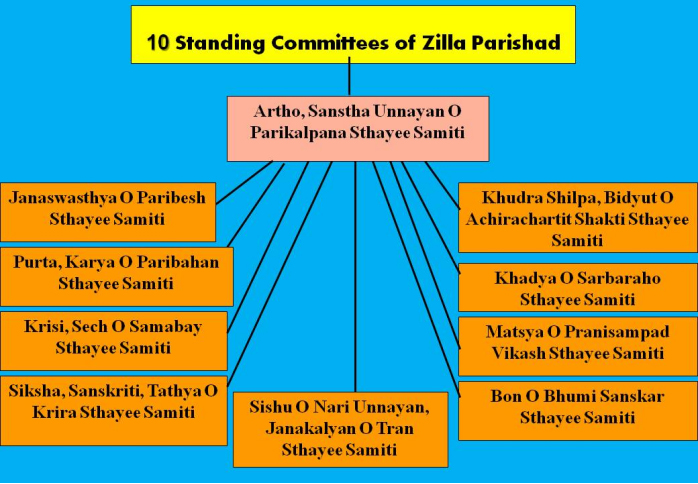 10 Standing Committees of Zilla Parishad
Artho, Sanstha Unnayan O
Parikalpana Sthayee Samiti
Janaswasthya O Paribesh
Sthayee Samiti
Purta, Karya O Paribahan
Sthayee Samiti
Krisi, Sech O Samabay
Sthayee Samiti
Siksha, Sanskriti, Tathya O
Krira Sthayee Samiti
Sishu O Nari Unnayan,
Janakalyan O Tran
Sthayee Samiti
Khudra Shilpa, Bidyut O
Achirachartit Shakti Sthayee
Samiti
Khadya O Sarbaraho
Sthayee Samiti
Matsya O Pranisampad
Vikash Sthayee Samiti
Bon O Bhumi Sanskar
Sthayee Samiti